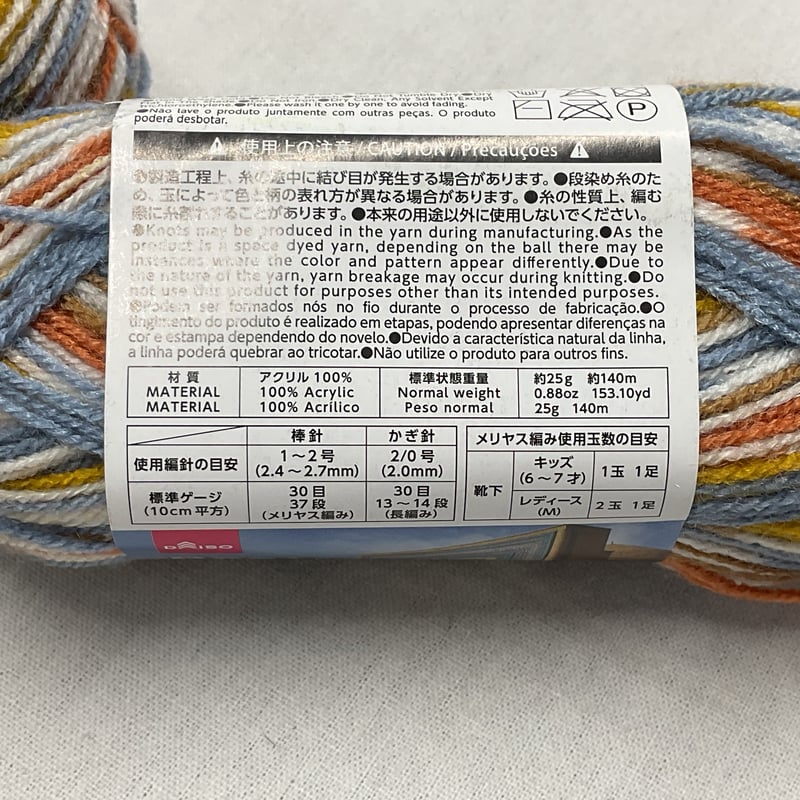 Flat in the Shade ●Do Not Iron ●Dry Clean, Any Solvent Except
Trichloroethylene. ●Please wash it one by one to avoid fading.
●Não lave o produto juntamente com outras peças. O produto
poderá desbotar.
P
使用上の注意 / CAUTION / Precauções
●製造工程上、糸の途中に結び目が発生する場合があります。●段染め糸のた
め、玉によって色と柄の表れ方が異なる場合があります。●糸の性質上、編む
際に糸割れすることがあります。●本来の用途以外に使用しないでください。
●Knots may be produced in the yarn during manufacturing.●As the
product is a space dyed yarn, depending on the ball there may be
instances where the color and pattern appear differently.●Due to
the nature of the yarn, yarn breakage may occur during knitting.●Do
not use this product for purposes other than its intended purposes.
●Podem ser formados nós no fio durante o processo de fabricação.●O
tingimento do produto é realizado em etapas, podendo apresentar diferenças na
cor e estampa dependendo do novelo.●Devido a característica natural da linha,
a linha poderá quebrar ao tricotar.●Não utilize o produto para outros fins.
材質 アクリル 100% 標準状態重量 約25g 約140m
MATERIAL 100% Acrylic Normal weight 0.88oz 153.10yd
MATERIAL 100% Acrílico Peso normal 25g 140m
棒針 かぎ針
使用編針の目安 1～2号 (2.4～2.7mm) 2/0号 (2.0mm)
標準ゲージ (10cm平方) 30目 37段 (メリヤス編み) 30目 13～14段 (長編み)
メリヤス編み使用玉数の目安
靴下 キッズ (6～7才) 1玉 1足
レディース (M) 2玉 1足
DAISO